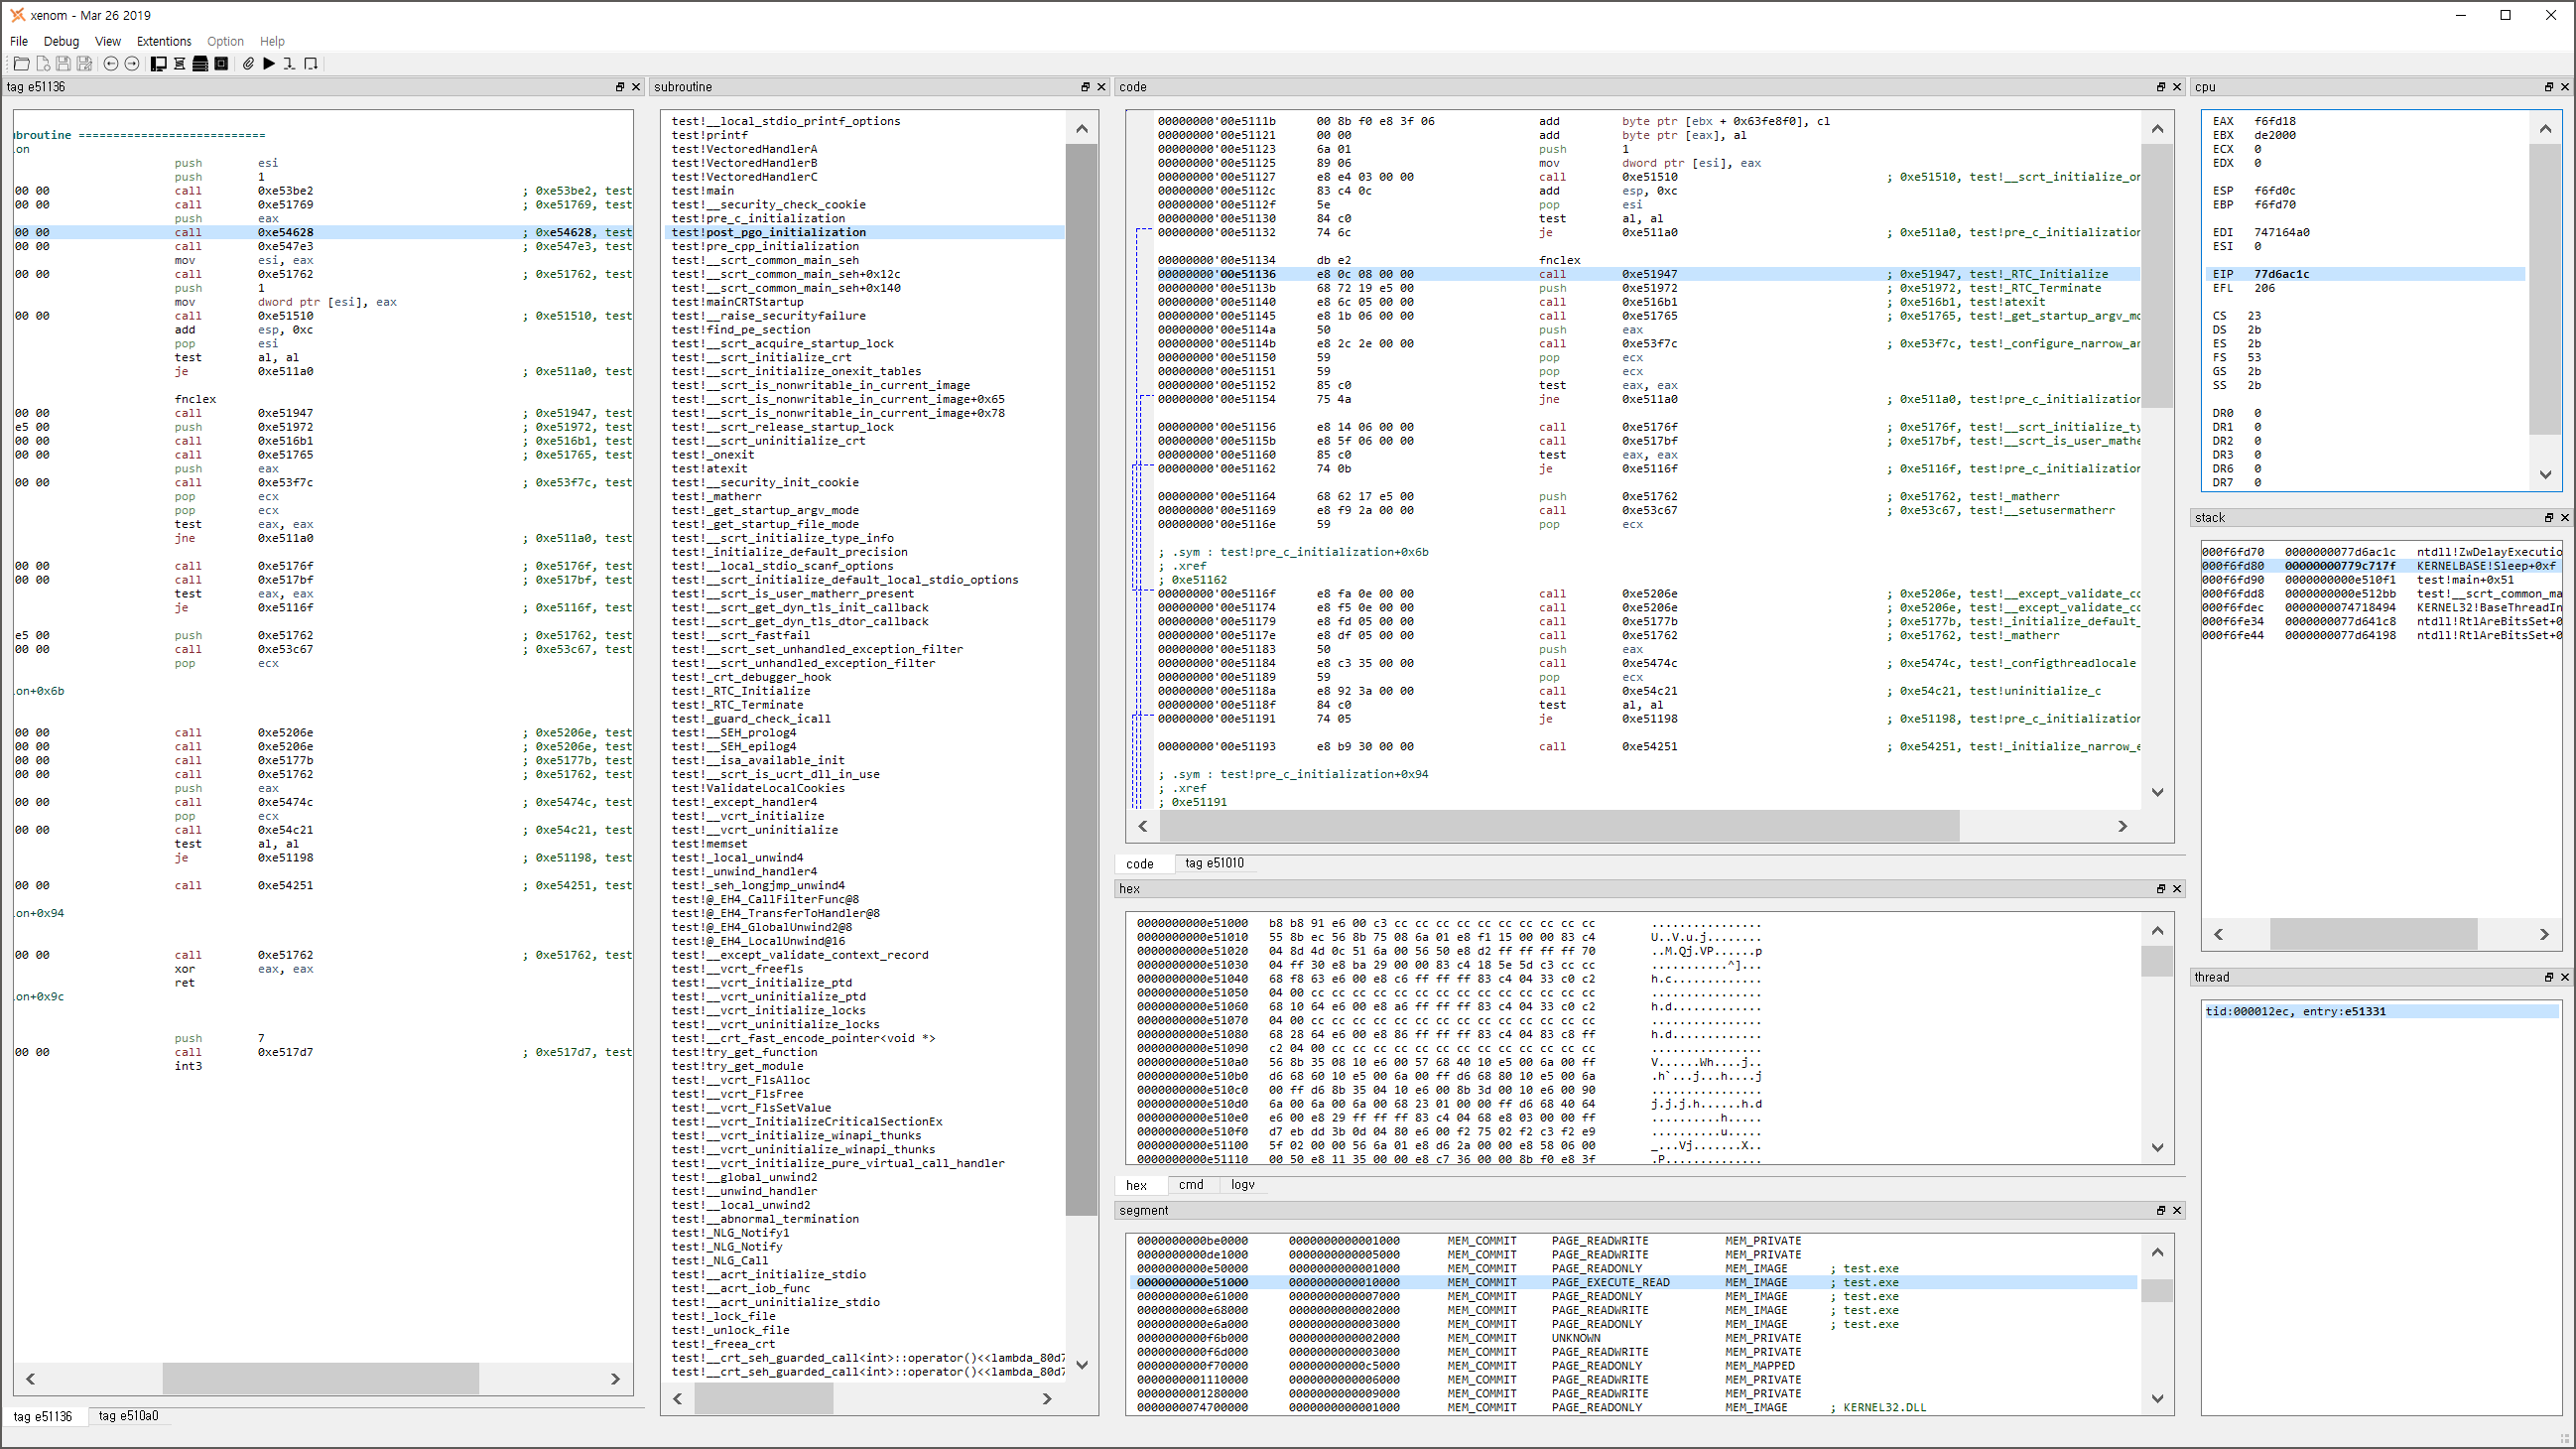 xenom - Mar 26 2019
File Debug View Extentions Option Help
tag e51136
ubroutine ===========================
on
push esi
push 1
00 00 call 0xe53be2 ; 0xe53be2, test
00 00 call 0xe51769 ; 0xe51769, test
push eax
00 00 call 0xe54628 ; 0xe54628, test
00 00 call 0xe547e3 ; 0xe547e3, test
mov esi, eax
00 00 call 0xe51762 ; 0xe51762, test
push 1
mov dword ptr [esi], eax
00 00 call 0xe51510 ; 0xe51510, test
add esp, 0xc
pop esi
test al, al
je 0xe511a0 ; 0xe511a0, test
fnclex
00 00 call 0xe51947 ; 0xe51947, test
e5 00 push 0xe51972 ; 0xe51972, test
00 00 call 0xe516b1 ; 0xe516b1, test
00 00 call 0xe51765 ; 0xe51765, test
push eax
00 00 call 0xe53f7c ; 0xe53f7c, test
pop ecx
pop ecx
test eax, eax
jne 0xe511a0 ; 0xe511a0, test
00 00 call 0xe5176f ; 0xe5176f, test
00 00 call 0xe517bf ; 0xe517bf, test
test eax, eax
je 0xe5116f ; 0xe5116f, test
e5 00 push 0xe51762 ; 0xe51762, test
00 00 call 0xe53c67 ; 0xe53c67, test
pop ecx
on+0x6b
00 00 call 0xe5206e ; 0xe5206e, test
00 00 call 0xe5206e ; 0xe5206e, test
00 00 call 0xe5177b ; 0xe5177b, test
00 00 call 0xe51762 ; 0xe51762, test
push eax
00 00 call 0xe5474c ; 0xe5474c, test
pop ecx
00 00 call 0xe54c21 ; 0xe54c21, test
test al, al
je 0xe51198 ; 0xe51198, test
00 00 call 0xe54251 ; 0xe54251, test
on+0x94
00 00 call 0xe51762 ; 0xe51762, test
xor eax, eax
ret
on+0x9c
push 7
00 00 call 0xe517d7 ; 0xe517d7, test
int3
tag e51136 tag e510a0
subroutine
test!__local_stdio_printf_options
test!printf
test!VectoredHandlerA
test!VectoredHandlerB
test!VectoredHandlerC
test!main
test!__security_check_cookie
test!pre_c_initialization
test!post_pgo_initialization
test!pre_cpp_initialization
test!__scrt_common_main_seh
test!__scrt_common_main_seh+0x12c
test!__scrt_common_main_seh+0x140
test!mainCRTStartup
test!__raise_securityfailure
test!find_pe_section
test!__scrt_acquire_startup_lock
test!__scrt_initialize_crt
test!__scrt_initialize_onexit_tables
test!__scrt_is_nonwritable_in_current_image
test!__scrt_is_nonwritable_in_current_image+0x65
test!__scrt_is_nonwritable_in_current_image+0x78
test!__scrt_release_startup_lock
test!__scrt_uninitialize_crt
test!_onexit
test!atexit
test!__security_init_cookie
test!_matherr
test!_get_startup_argv_mode
test!_get_startup_file_mode
test!__scrt_initialize_type_info
test!_initialize_default_precision
test!__local_stdio_scanf_options
test!__scrt_initialize_default_local_stdio_options
test!__scrt_is_user_matherr_present
test!__scrt_get_dyn_tls_init_callback
test!__scrt_get_dyn_tls_dtor_callback
test!__scrt_fastfail
test!__scrt_set_unhandled_exception_filter
test!__scrt_unhandled_exception_filter
test!_crt_debugger_hook
test!_RTC_Initialize
test!_RTC_Terminate
test!_guard_check_icall
test!__SEH_prolog4
test!__SEH_epilog4
test!__isa_available_init
test!__scrt_is_ucrt_dll_in_use
test!ValidateLocalCookies
test!_except_handler4
test!__vcrt_initialize
test!__vcrt_uninitialize
test!memset
test!_local_unwind4
test!_unwind_handler4
test!_seh_longjmp_unwind4
test!@_EH4_CallFilterFunc@8
test!@_EH4_TransferToHandler@8
test!@_EH4_GlobalUnwind2@8
test!@_EH4_LocalUnwind@16
test!__except_validate_context_record
test!__vcrt_freefls
test!__vcrt_initialize_ptd
test!__vcrt_uninitialize_ptd
test!__vcrt_initialize_locks
test!__vcrt_uninitialize_locks
test!__crt_fast_encode_pointer<void *>
test!try_get_function
test!try_get_module
test!__vcrt_FlsAlloc
test!__vcrt_FlsFree
test!__vcrt_FlsSetValue
test!__vcrt_InitializeCriticalSectionEx
test!__vcrt_initialize_winapi_thunks
test!__vcrt_uninitialize_winapi_thunks
test!__vcrt_initialize_pure_virtual_call_handler
test!__global_unwind2
test!__unwind_handler
test!__local_unwind2
test!__abnormal_termination
test!_NLG_Notify1
test!_NLG_Notify
test!_NLG_Call
test!__acrt_initialize_stdio
test!__acrt_iob_func
test!__acrt_uninitialize_stdio
test!_lock_file
test!_unlock_file
test!_freea_crt
test!__crt_seh_guarded_call<int>::operator()<<lambda_80d7
test!__crt_seh_guarded_call<int>::operator()<<lambda_80d7
code
00000000'00e5111b 00 8b f0 e8 3f 06 add byte ptr [ebx + 0x63fe8f0], cl
00000000'00e51121 00 00 add byte ptr [eax], al
00000000'00e51123 6a 01 push 1
00000000'00e51125 89 06 mov dword ptr [esi], eax
00000000'00e51127 e8 e4 03 00 00 call 0xe51510 ; 0xe51510, test!__scrt_initialize_or
00000000'00e5112c 83 c4 0c add esp, 0xc
00000000'00e5112f 5e pop esi
00000000'00e51130 84 c0 test al, al
00000000'00e51132 74 6c je 0xe511a0 ; 0xe511a0, test!pre_c_initialization
00000000'00e51134 db e2 fnclex
00000000'00e51136 e8 0c 08 00 00 call 0xe51947 ; 0xe51947, test!_RTC_Initialize
00000000'00e5113b 68 72 19 e5 00 push 0xe51972 ; 0xe51972, test!_RTC_Terminate
00000000'00e51140 e8 6c 05 00 00 call 0xe516b1 ; 0xe516b1, test!atexit
00000000'00e51145 e8 1b 06 00 00 call 0xe51765 ; 0xe51765, test!_get_startup_argv_mo
00000000'00e5114a 50 push eax
00000000'00e5114b e8 2c 2e 00 00 call 0xe53f7c ; 0xe53f7c, test!_configure_narrow_ar
00000000'00e51150 59 pop ecx
00000000'00e51151 59 pop ecx
00000000'00e51152 85 c0 test eax, eax
00000000'00e51154 75 4a jne 0xe511a0 ; 0xe511a0, test!pre_c_initialization
00000000'00e51156 e8 14 06 00 00 call 0xe5176f ; 0xe5176f, test!__scrt_initialize_ty
00000000'00e5115b e8 5f 06 00 00 call 0xe517bf ; 0xe517bf, test!__scrt_is_user_mathe
00000000'00e51160 85 c0 test eax, eax
00000000'00e51162 74 0b je 0xe5116f ; 0xe5116f, test!pre_c_initialization
00000000'00e51164 68 62 17 e5 00 push 0xe51762 ; 0xe51762, test!_matherr
00000000'00e51169 e8 f9 2a 00 00 call 0xe53c67 ; 0xe53c67, test!__setusermatherr
00000000'00e5116e 59 pop ecx
; .sym : test!pre_c_initialization+0x6b
; .xref
; 0xe51162
00000000'00e5116f e8 fa 0e 00 00 call 0xe5206e ; 0xe5206e, test!__except_validate_co
00000000'00e51174 e8 f5 0e 00 00 call 0xe5206e ; 0xe5206e, test!__except_validate_co
00000000'00e51179 e8 fd 05 00 00 call 0xe5177b ; 0xe5177b, test!_initialize_default_
00000000'00e5117e e8 df 05 00 00 call 0xe51762 ; 0xe51762, test!_matherr
00000000'00e51183 50 push eax
00000000'00e51184 e8 c3 35 00 00 call 0xe5474c ; 0xe5474c, test!_configthreadlocale
00000000'00e51189 59 pop ecx
00000000'00e5118a e8 92 3a 00 00 call 0xe54c21 ; 0xe54c21, test!uninitialize_c
00000000'00e5118f 84 c0 test al, al
00000000'00e51191 74 05 je 0xe51198 ; 0xe51198, test!pre_c_initialization
00000000'00e51193 e8 b9 30 00 00 call 0xe54251 ; 0xe54251, test!_initialize_narrow_e
; .sym : test!pre_c_initialization+0x94
; .xref
; 0xe51191
code tag e51010
hex
0000000000e51000 b8 b8 91 e6 00 c3 cc cc cc cc cc cc cc cc cc cc ................
0000000000e51010 55 8b ec 56 8b 75 08 6a 01 e8 f1 15 00 00 83 c4 U..V.u.j........
0000000000e51020 04 8d 4d 0c 51 6a 00 56 50 e8 d2 ff ff ff ff 70 ..M.Qj.VP......p
0000000000e51030 04 ff 30 e8 ba 29 00 00 83 c4 18 5e 5d c3 cc cc ...........^]...
0000000000e51040 68 f8 63 e6 00 e8 c6 ff ff ff 83 c4 04 33 c0 c2 h.c.............
0000000000e51050 04 00 cc cc cc cc cc cc cc cc cc cc cc cc cc cc ................
0000000000e51060 68 10 64 e6 00 e8 a6 ff ff ff 83 c4 04 33 c0 c2 h.d.............
0000000000e51070 04 00 cc cc cc cc cc cc cc cc cc cc cc cc cc cc ................
0000000000e51080 68 28 64 e6 00 e8 86 ff ff ff 83 c4 04 83 c8 ff h.d.............
0000000000e51090 c2 04 00 cc cc cc cc cc cc cc cc cc cc cc cc cc ................
0000000000e510a0 56 8b 35 08 10 e6 00 57 68 40 10 e5 00 6a 00 ff V......Wh....j..
0000000000e510b0 d6 68 60 10 e5 00 6a 00 ff d6 68 80 10 e5 00 6a .h`...j...h....j
0000000000e510c0 00 ff d6 8b 35 04 10 e6 00 8b 3d 00 10 e6 00 90 ................
0000000000e510d0 6a 00 6a 00 6a 00 68 23 01 00 00 ff d6 68 40 64 j.j.j.h......h.d
0000000000e510e0 e6 00 e8 29 ff ff ff 83 c4 04 68 e8 03 00 00 ff ..........h.....
0000000000e510f0 d7 eb dd 3b 0d 04 80 e6 00 f2 75 02 f2 c3 f2 e9 ..........u.....
0000000000e51100 5f 02 00 00 56 6a 01 e8 d6 2a 00 00 e8 58 06 00 _...Vj.......X..
0000000000e51110 00 50 e8 11 35 00 00 e8 c7 36 00 00 8b f0 e8 3f .P..............
hex cmd logv
segment
0000000000be0000 0000000000001000 MEM_COMMIT PAGE_READWRITE MEM_PRIVATE
0000000000de1000 0000000000005000 MEM_COMMIT PAGE_READWRITE MEM_PRIVATE
0000000000e50000 0000000000001000 MEM_COMMIT PAGE_READONLY MEM_IMAGE ; test.exe
0000000000e51000 0000000000010000 MEM_COMMIT PAGE_EXECUTE_READ MEM_IMAGE ; test.exe
0000000000e61000 0000000000007000 MEM_COMMIT PAGE_READONLY MEM_IMAGE ; test.exe
0000000000e68000 0000000000002000 MEM_COMMIT PAGE_READWRITE MEM_IMAGE ; test.exe
0000000000e6a000 0000000000003000 MEM_COMMIT PAGE_READONLY MEM_IMAGE ; test.exe
0000000000f6b000 0000000000002000 MEM_COMMIT UNKNOWN MEM_PRIVATE
0000000000f6d000 0000000000003000 MEM_COMMIT PAGE_READWRITE MEM_PRIVATE
0000000000f70000 00000000000c5000 MEM_COMMIT PAGE_READONLY MEM_MAPPED
0000000001110000 0000000000006000 MEM_COMMIT PAGE_READWRITE MEM_PRIVATE
0000000001280000 0000000000009000 MEM_COMMIT PAGE_READWRITE MEM_PRIVATE
0000000074700000 0000000000001000 MEM_COMMIT PAGE_READONLY MEM_IMAGE ; KERNEL32.DLL
cpu
EAX f6fd18
EBX de2000
ECX 0
EDX 0
ESP f6fd0c
EBP f6fd70
EDI 747164a0
ESI 0
EIP 77d6ac1c
EFL 206
CS 23
DS 2b
ES 2b
FS 53
GS 2b
SS 2b
DR0 0
DR1 0
DR2 0
DR3 0
DR6 0
DR7 0
stack
000f6fd70 0000000077d6ac1c ntdll!ZwDelayExecutio
000f6fd80 00000000779c717f KERNELBASE!Sleep+0xf
000f6fd90 0000000000e510f1 test!main+0x51
000f6fdd8 0000000000e512bb test!__scrt_common_ma
000f6fdec 0000000074718494 KERNEL32!BaseThreadIn
000f6fe34 0000000077d641c8 ntdll!RtlAreBitsSet+0
000f6fe44 0000000077d64198 ntdll!RtlAreBitsSet+0
thread
tid:000012ec, entry:e51331